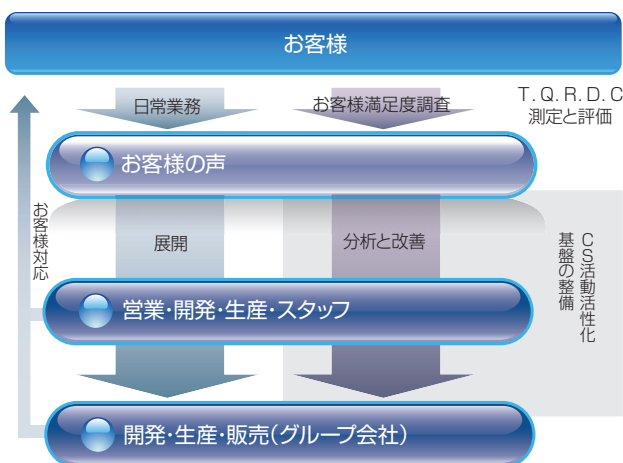 お客様
日常業務
お客様満足度調査
T.Q.R.D.C
測定と評価
お客様の声
お客様対応
展開
分析と改善
CS活動活性化
基盤の整備
営業・開発・生産・スタッフ
開発・生産・販売(グループ会社)